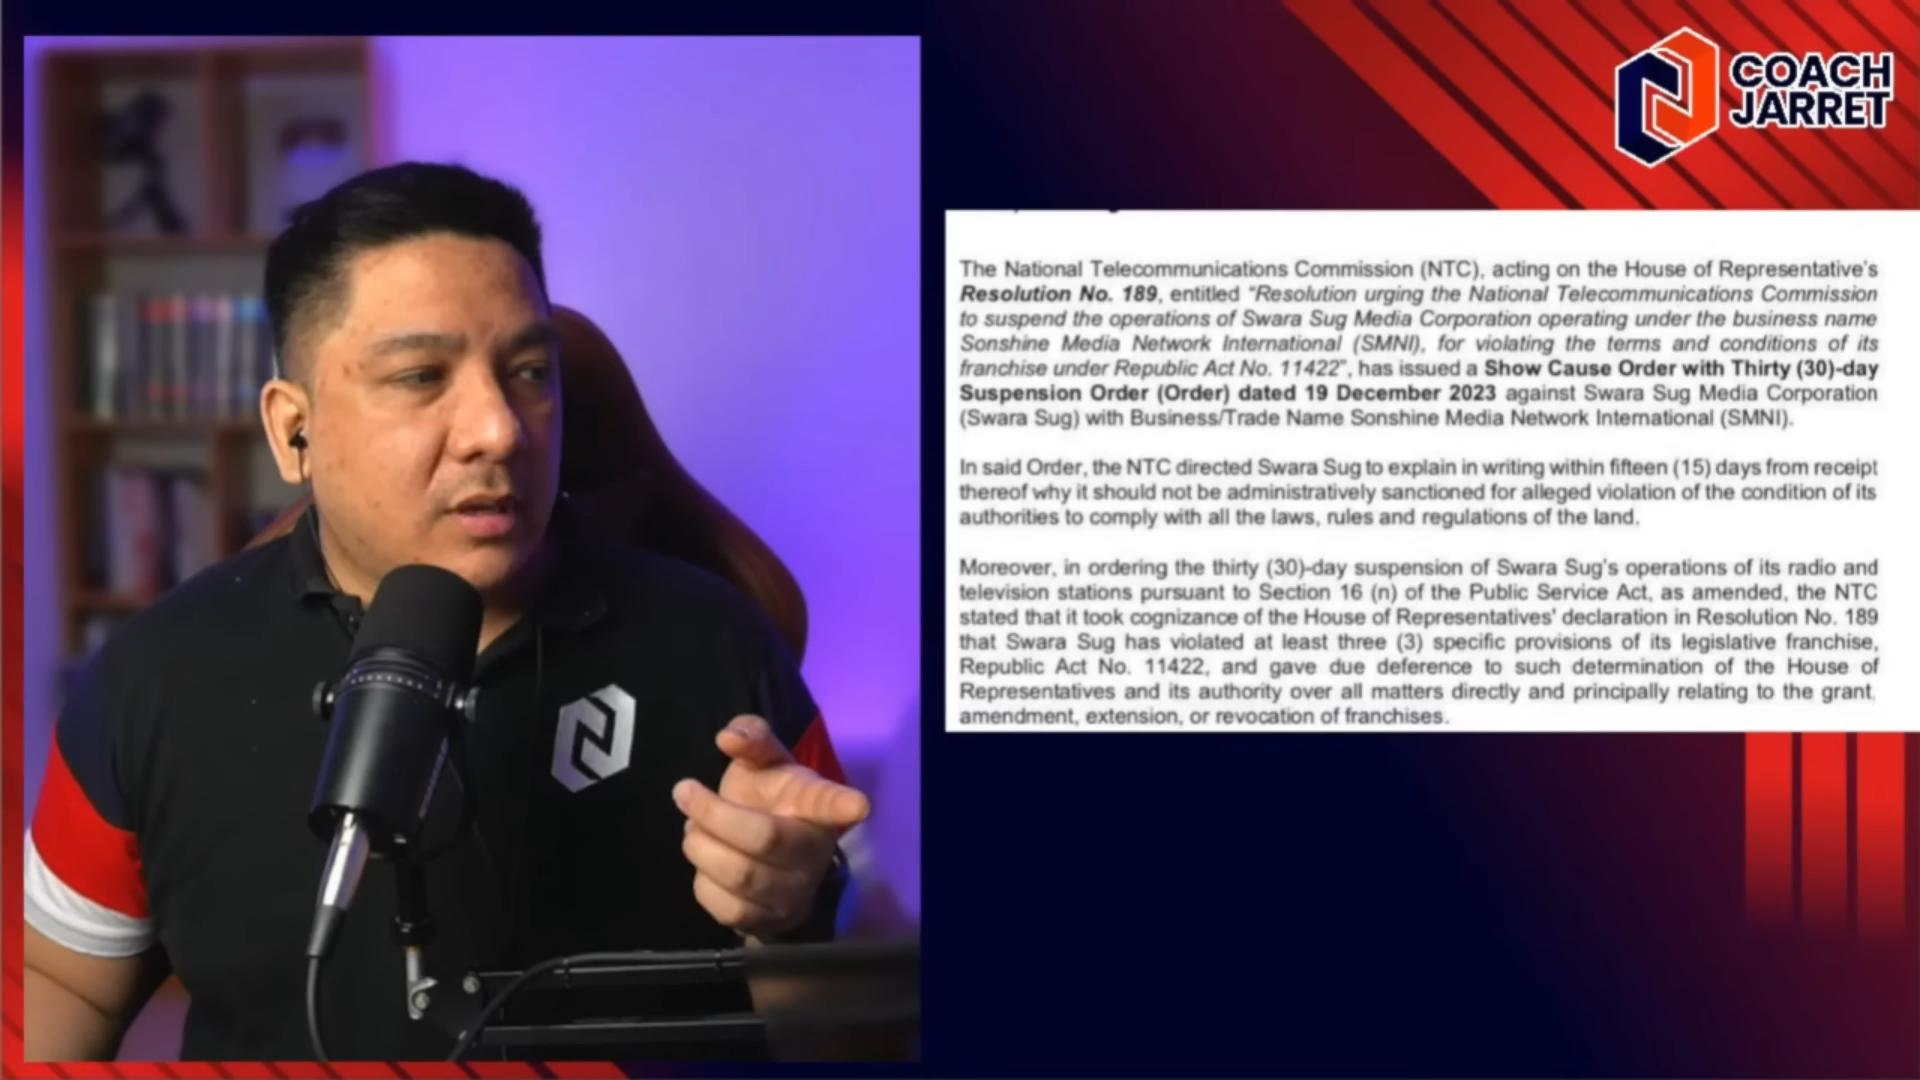 COACH
JARRET
The National Telecommunications Commission (NTC), acting on the House of Representative's
Resolution No. 189, entitled "Resolution urging the National Telecommunications Commission
to suspend the operations of Swara Sug Media Corporation operating under the business name
Sonshine Media Network International (SMNI), for violating the terms and conditions of its
franchise under Republic Act No. 11422", has issued a Show Cause Order with Thirty (30)-day
Suspension Order (Order) dated 19 December 2023 against Swara Sug Media Corporation
(Swara Sug) with Business/Trade Name Sonshine Media Network International (SMNI).
In said Order, the NTC directed Swara Sug to explain in writing within fifteen (15) days from receipt
thereof why it should not be administratively sanctioned for alleged violation of the condition of its
authorities to comply with all the laws, rules and regulations of the land.
Moreover, in ordering the thirty (30)-day suspension of Swara Sug's operations of its radio and
television stations pursuant to Section 16 (n) of the Public Service Act, as amended, the NTC
stated that it took cognizance of the House of Representatives' declaration in Resolution No. 189
that Swara Sug has violated at least three (3) specific provisions of its legislative franchise,
Republic Act No. 11422, and gave due deference to such determination of the House of
Representatives and its authority over all matters directly and principally relating to the grant,
amendment, extension, or revocation of franchises.